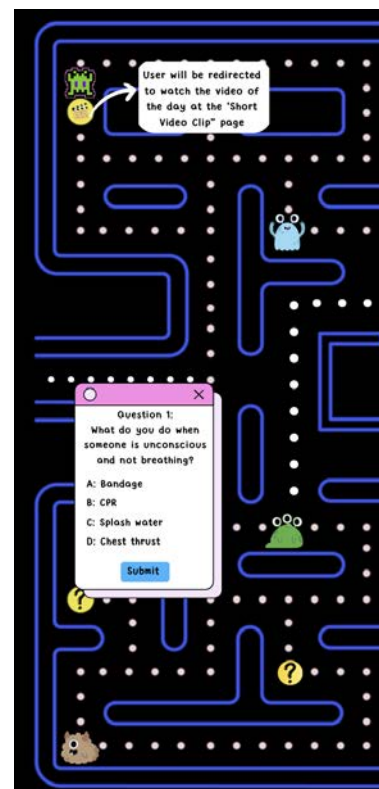 User will be redirected
to watch the video of
the day at the "Short
Video Clip" page
Question 1:
What do you do when
someone is unconscious
and not breathing?
A: Bandage
B: CPR
C: Splash water
D: Chest thrust
Submit
?
?